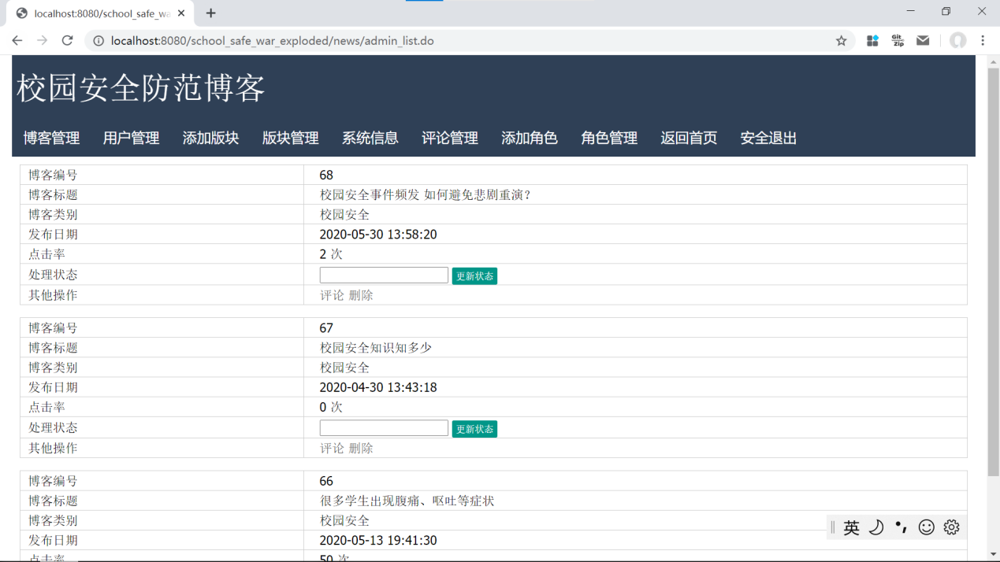 localhost:8080/school_safe_wa
localhost:8080/school_safe_war_exploded/news/admin_list.do
Git
Zip
校园安全防范博客
博客管理 用户管理 添加版块 版块管理 系统信息 评论管理 添加角色 角色管理 返回首页 安全退出
博客编号 68
博客标题 校园安全事件频发 如何避免悲剧重演?
博客类别 校园安全
发布日期 2020-05-30 13:58:20
点击率 2 次
处理状态 更新状态
其他操作 评论 删除
博客编号 67
博客标题 校园安全知识知多少
博客类别 校园安全
发布日期 2020-04-30 13:43:18
点击率 0 次
处理状态 更新状态
其他操作 评论 删除
博客编号 66
博客标题 很多学生出现腹痛、呕吐等症状
博客类别 校园安全
英
发布日期 2020-05-13 19:41:30
点击率 50 次